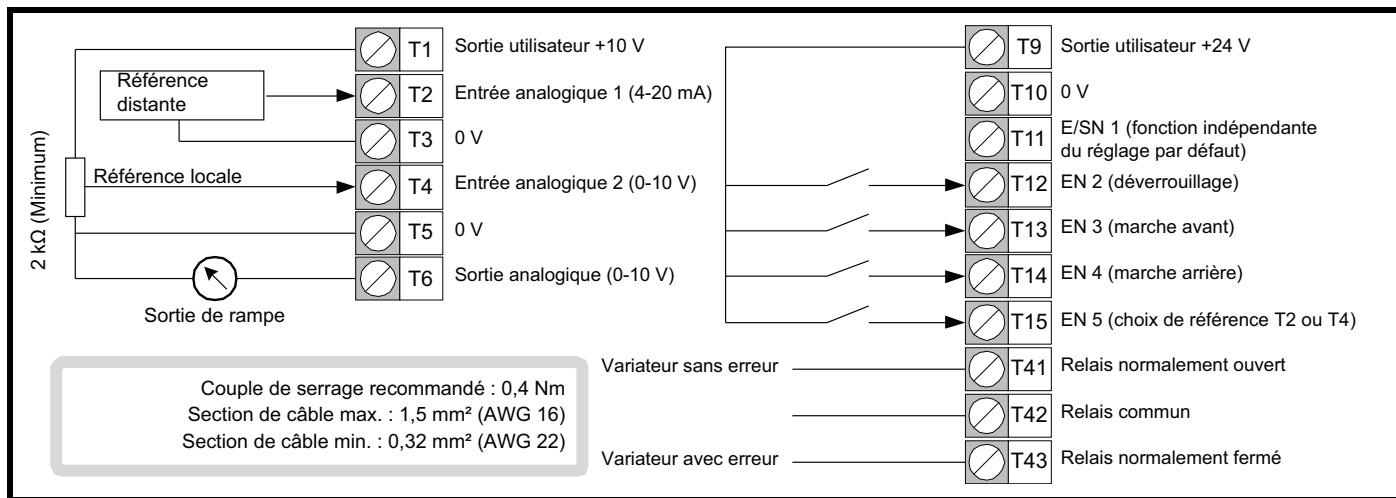 T1 Sortie utilisateur +10 V
Référence
distante
T2 Entrée analogique 1 (4-20 mA)
T3 0 V
2 kΩ (Minimum)
Référence locale
T4 Entrée analogique 2 (0-10 V)
T5 0 V
T6 Sortie analogique (0-10 V)
Sortie de rampe
Couple de serrage recommandé : 0,4 Nm
Section de câble max. : 1,5 mm² (AWG 16)
Section de câble min. : 0,32 mm² (AWG 22)
T9 Sortie utilisateur +24 V
T10 0 V
T11 E/SN 1 (fonction indépendante
du réglage par défaut)
T12 EN 2 (déverrouillage)
T13 EN 3 (marche avant)
T14 EN 4 (marche arrière)
T15 EN 5 (choix de référence T2 ou T4)
Variateur sans erreur T41 Relais normalement ouvert
T42 Relais commun
Variateur avec erreur T43 Relais normalement fermé